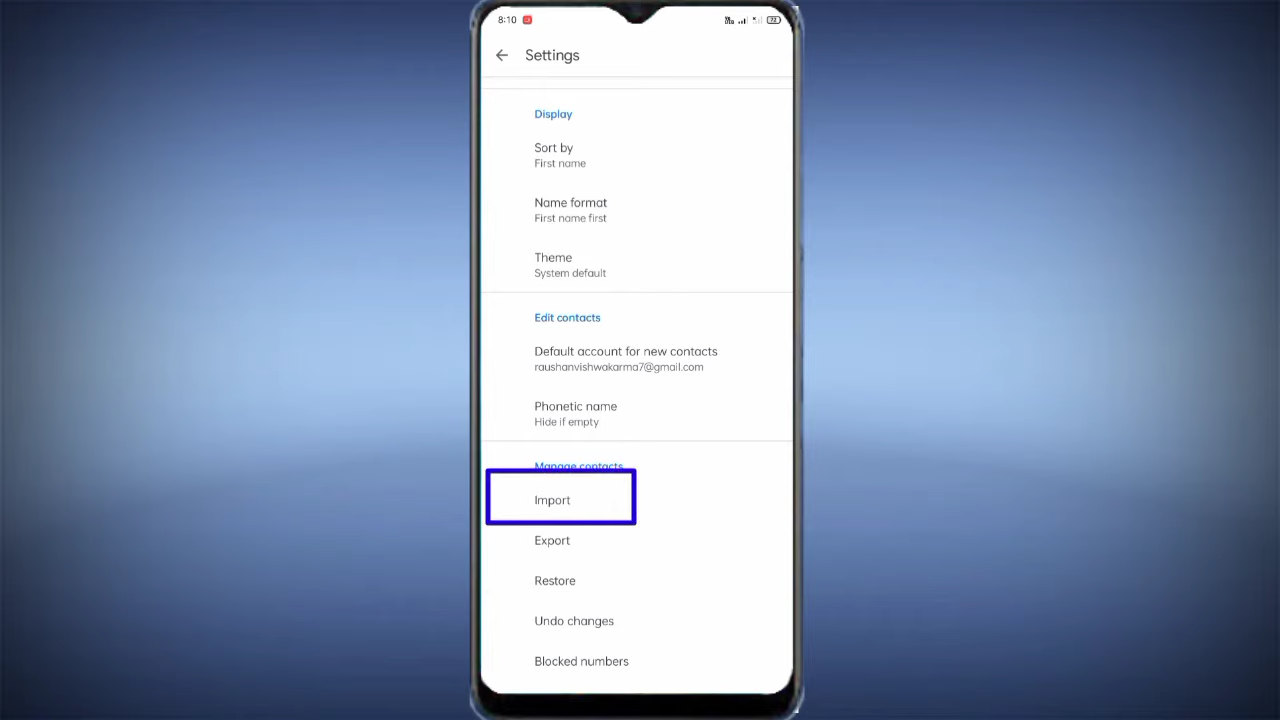 8:10
72
Settings
Display
Sort by
First name
Name format
First name first
Theme
System default
Edit contacts
Default account for new contacts
raushanvishwakarma7@gmail.com
Phonetic name
Hide if empty
Manage contacts
Import
Export
Restore
Undo changes
Blocked numbers